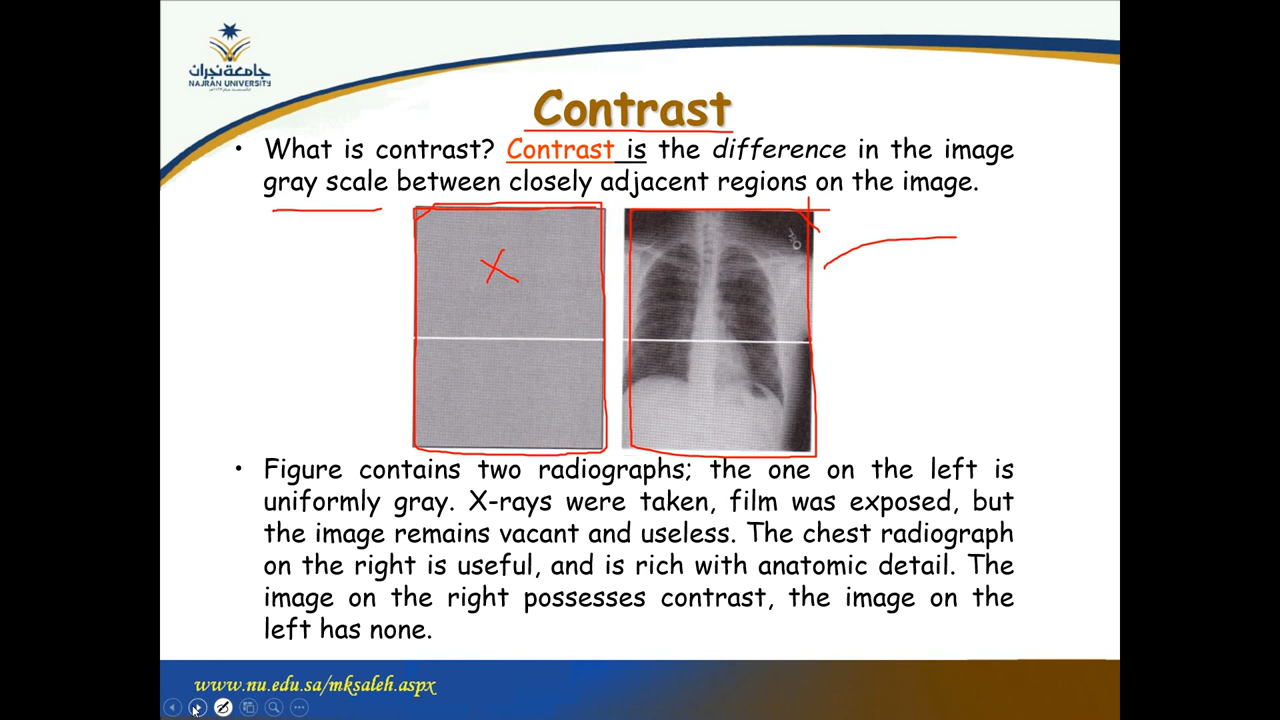 جامعة نجران
NAJRAN UNIVERSITY
Contrast
• What is contrast? Contrast is the difference in the image
gray scale between closely adjacent regions on the image.
• Figure contains two radiographs; the one on the left is
uniformly gray. X-rays were taken, film was exposed, but
the image remains vacant and useless. The chest radiograph
on the right is useful, and is rich with anatomic detail. The
image on the right possesses contrast, the image on the
left has none.
www.nu.edu.sa/mksaleh.aspx